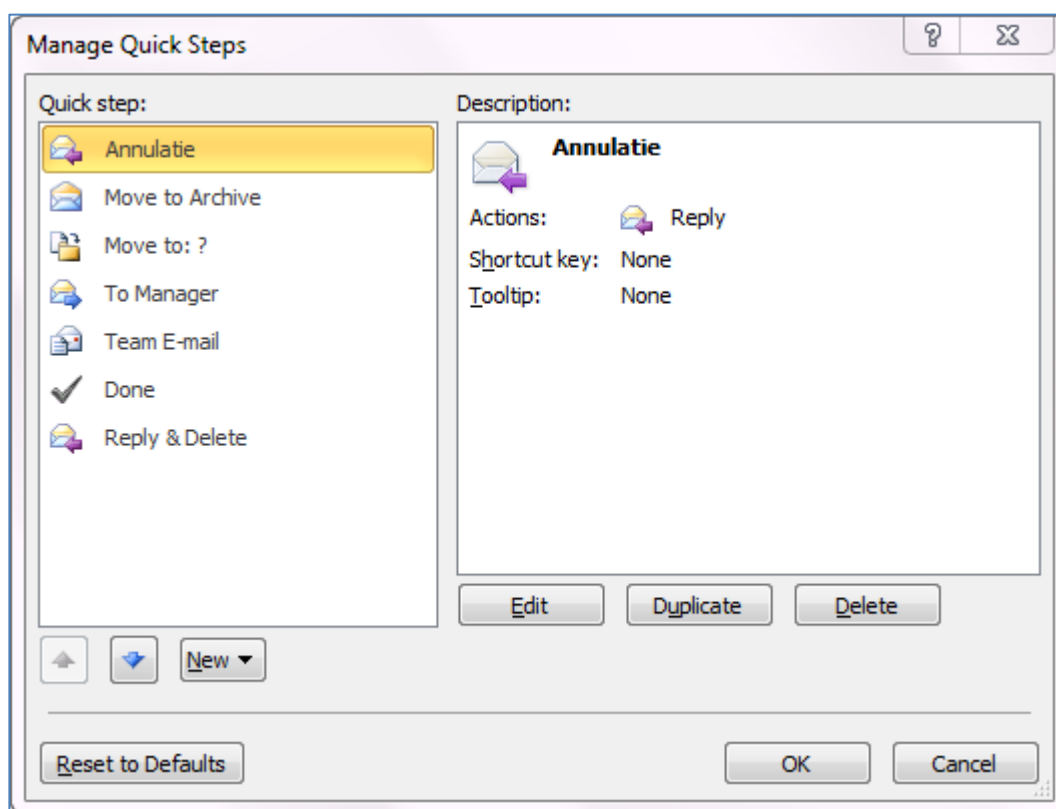 Manage Quick Steps
Quick step:
Annulatie
Move to Archive
Move to: ?
To Manager
Team E-mail
Done
Reply & Delete
Description:
Annulatie
Actions: Reply
Shortcut key: None
Tooltip: None
Edit Duplicate Delete
New
Reset to Defaults OK Cancel